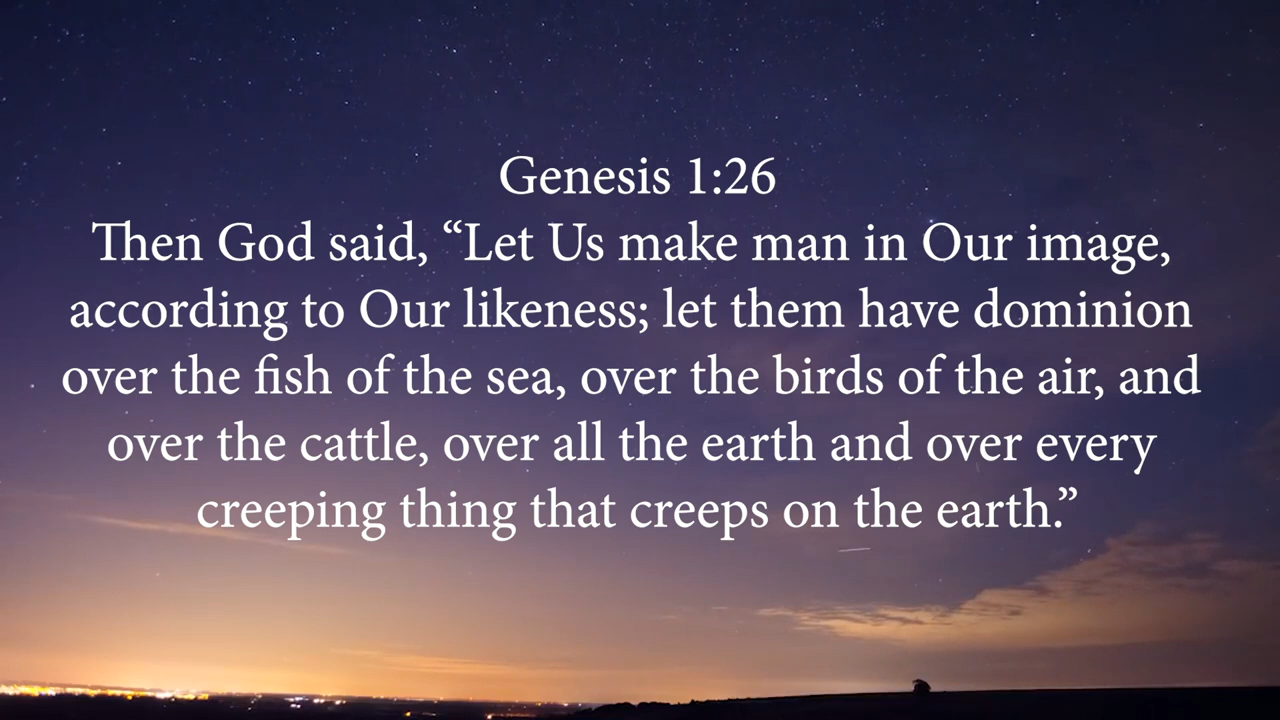 Genesis 1:26
Then God said, “Let Us make man in Our image,
according to Our likeness; let them have dominion
over the fish of the sea, over the birds of the air, and
over the cattle, over all the earth and over every
creeping thing that creeps on the earth.”